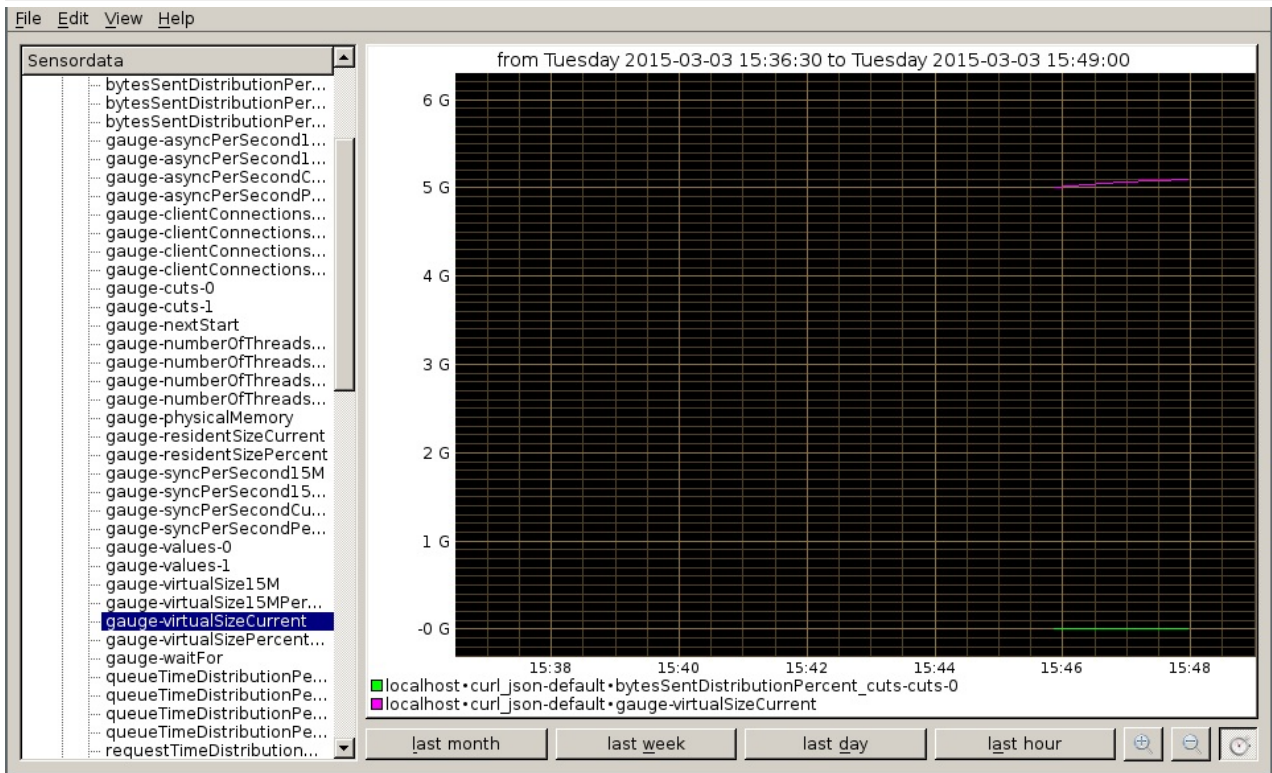 File Edit View Help
Sensordata
bytesSentDistributionPer...
bytesSentDistributionPer...
bytesSentDistributionPer...
gauge-asyncPerSecond1...
gauge-asyncPerSecond1...
gauge-asyncPerSecondC...
gauge-asyncPerSecondP...
gauge-clientConnections...
gauge-clientConnections...
gauge-clientConnections...
gauge-clientConnections...
gauge-cuts-0
gauge-cuts-1
gauge-nextStart
gauge-numberOfThreads...
gauge-numberOfThreads...
gauge-numberOfThreads...
gauge-numberOfThreads...
gauge-physicalMemory
gauge-residentSizeCurrent
gauge-residentSizePercent
gauge-syncPerSecond15M
gauge-syncPerSecond15...
gauge-syncPerSecondCu...
gauge-syncPerSecondPe...
gauge-values-0
gauge-values-1
gauge-virtualSize15M
gauge-virtualSize15MPer...
gauge-virtualSizeCurrent
gauge-virtualSizePercent...
gauge-waitFor
queueTimeDistributionPe...
queueTimeDistributionPe...
queueTimeDistributionPe...
queueTimeDistributionPe...
requestTimeDistribution...
from Tuesday 2015-03-03 15:36:30 to Tuesday 2015-03-03 15:49:00
6 G
5 G
4 G
3 G
2 G
1 G
-0 G
15:38 15:40 15:42 15:44 15:46 15:48
localhost•curl_json-default•bytesSentDistributionPercent_cuts-cuts-0
localhost•curl_json-default•gauge-virtualSizeCurrent
last month last week last day last hour